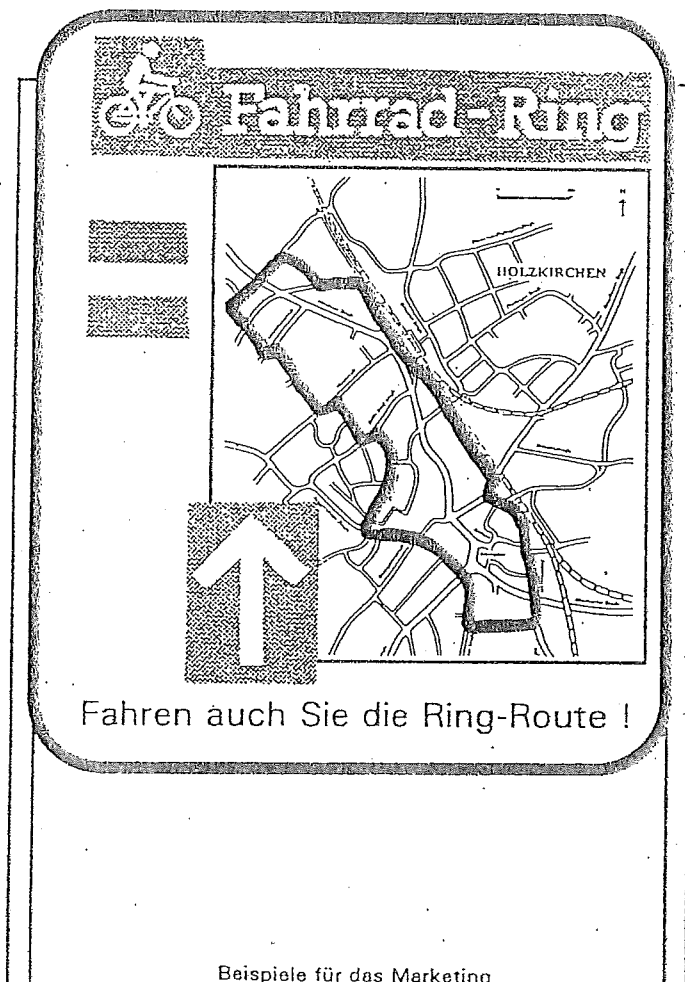 Fahrrad-Ring
N
HOLZKIRCHEN
Fahren auch Sie die Ring-Route !
Beispiele für das Marketing